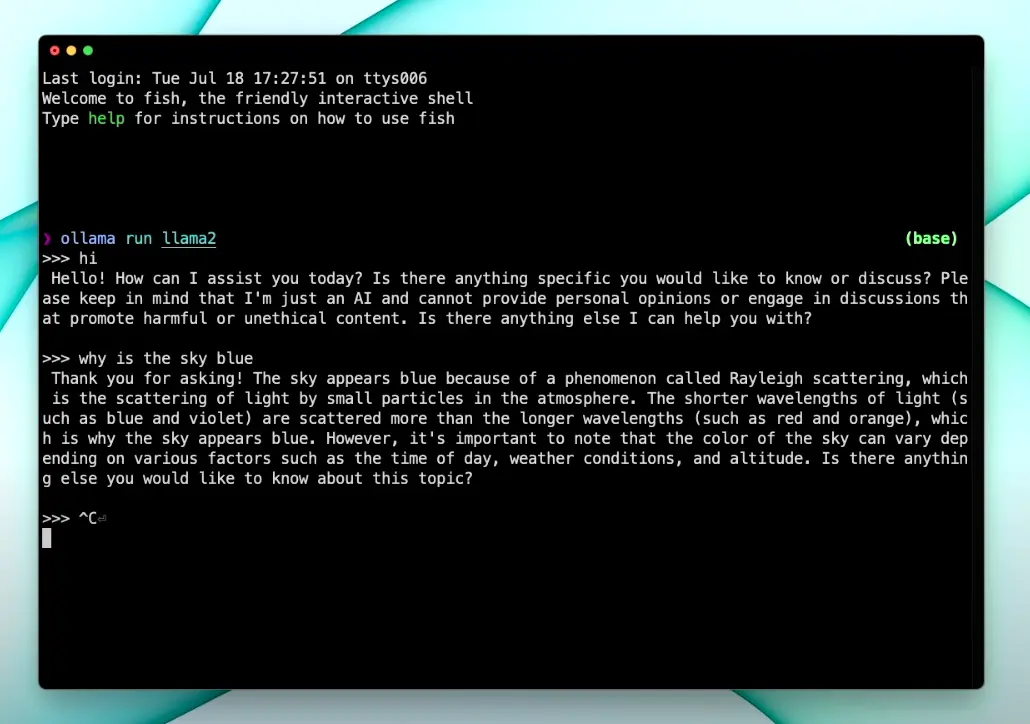 Last login: Tue Jul 18 17:27:51 on ttys006
Welcome to fish, the friendly interactive shell
Type help for instructions on how to use fish
❯ ollama run llama2 (base)
>>> hi
 Hello! How can I assist you today? Is there anything specific you would like to know or discuss? Ple
ase keep in mind that I'm just an AI and cannot provide personal opinions or engage in discussions th
at promote harmful or unethical content. Is there anything else I can help you with?
>>> why is the sky blue
 Thank you for asking! The sky appears blue because of a phenomenon called Rayleigh scattering, which
 is the scattering of light by small particles in the atmosphere. The shorter wavelengths of light (s
uch as blue and violet) are scattered more than the longer wavelengths (such as red and orange), whic
h is why the sky appears blue. However, it's important to note that the color of the sky can vary dep
ending on various factors such as the time of day, weather conditions, and altitude. Is there anythin
g else you would like to know about this topic?
>>> ^C⏎